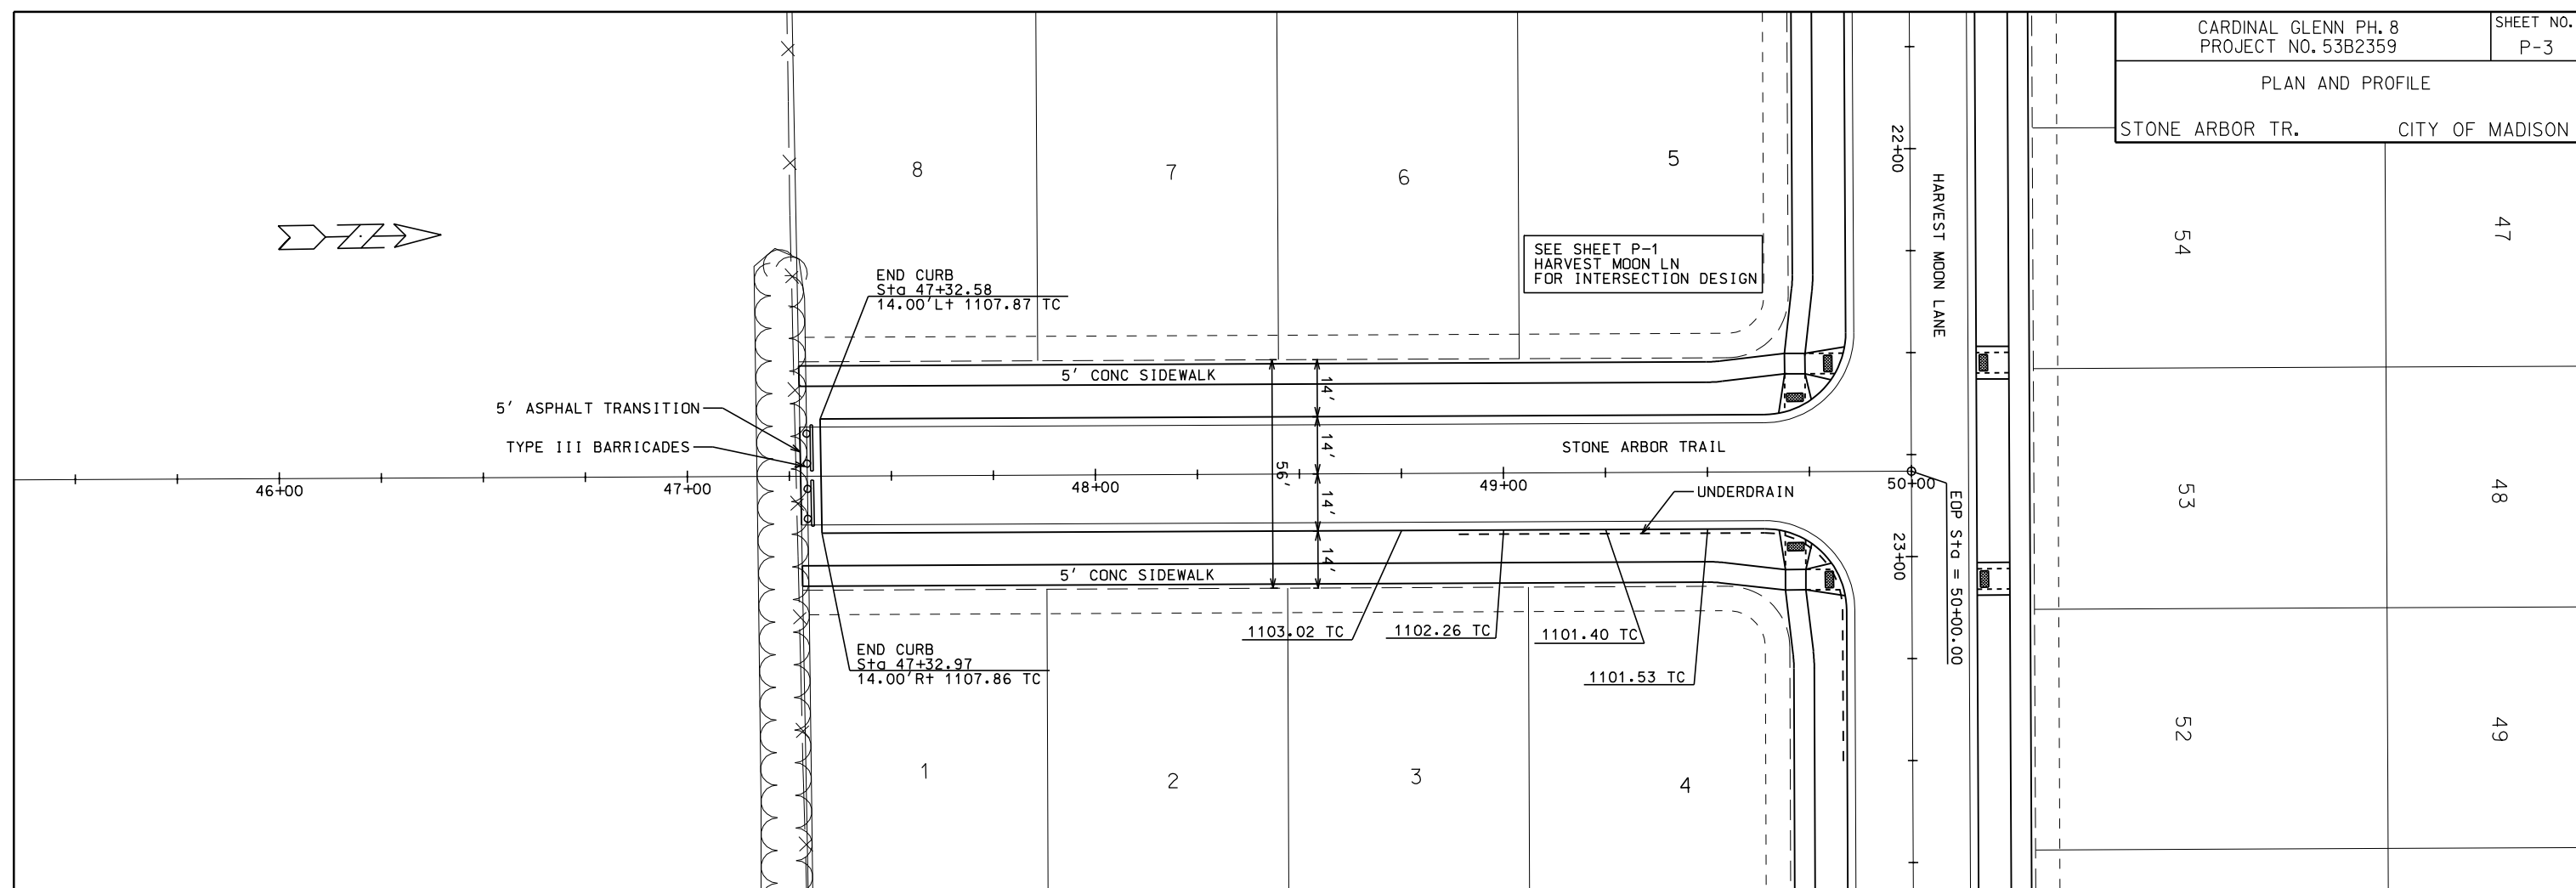 CARDINAL GLENN PH. 8
PROJECT NO. 53B2359
SHEET NO.
P-3
PLAN AND PROFILE
STONE ARBOR TR.
CITY OF MADISON
8
7
6
5
22+00
HARVEST MOON LANE
54
47
SEE SHEET P-1
HARVEST MOON LN
FOR INTERSECTION DESIGN
END CURB
Sta 47+32.58
14.00'Lt 1107.87 TC
5' CONC SIDEWALK
14'
5' ASPHALT TRANSITION
TYPE III BARRICADES
14'
STONE ARBOR TRAIL
56'
46+00
47+00
48+00
49+00
50+00
UNDERDRAIN
14'
53
48
EOP Sta = 50+00.00
23+00
14'
5' CONC SIDEWALK
1103.02 TC
1102.26 TC
1101.40 TC
1101.53 TC
END CURB
Sta 47+32.97
14.00'Rt 1107.86 TC
52
49
1
2
3
4